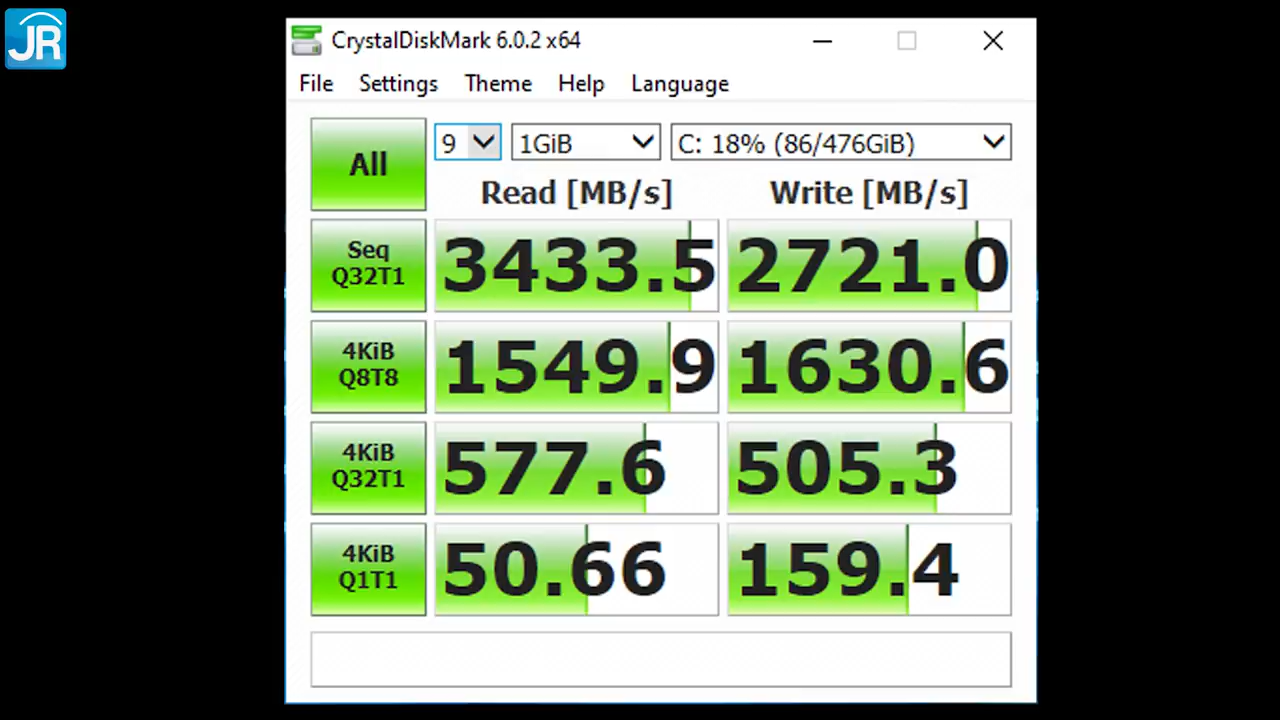 JR
CrystalDiskMark 6.0.2 x64
File Settings Theme Help Language
All
9 1GiB C: 18% (86/476GiB)
Read [MB/s] Write [MB/s]
Seq
Q32T1
3433.5 2721.0
4KiB
Q8T8
1549.9 1630.6
4KiB
Q32T1
577.6 505.3
4KiB
Q1T1
50.66 159.4